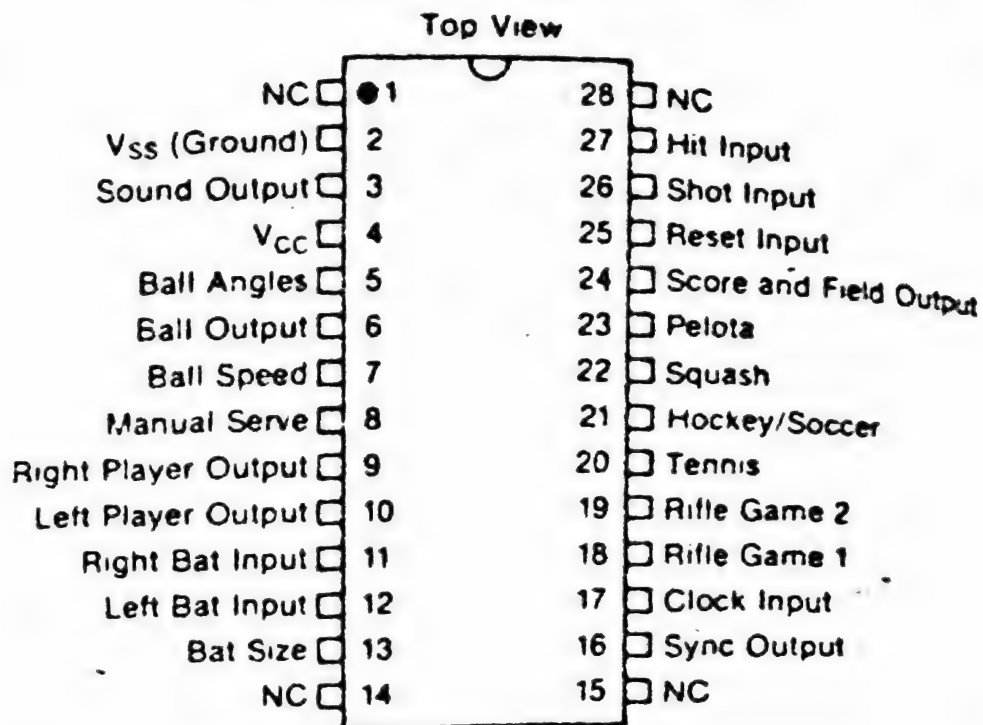 Top View
NC 1 28 NC
VSS (Ground) 2 27 Hit Input
Sound Output 3 26 Shot Input
VCC 4 25 Reset Input
Ball Angles 5 24 Score and Field Output
Ball Output 6 23 Pelota
Ball Speed 7 22 Squash
Manual Serve 8 21 Hockey/Soccer
Right Player Output 9 20 Tennis
Left Player Output 10 19 Rifle Game 2
Right Bat Input 11 18 Rifle Game 1
Left Bat Input 12 17 Clock Input
Bat Size 13 16 Sync Output
NC 14 15 NC